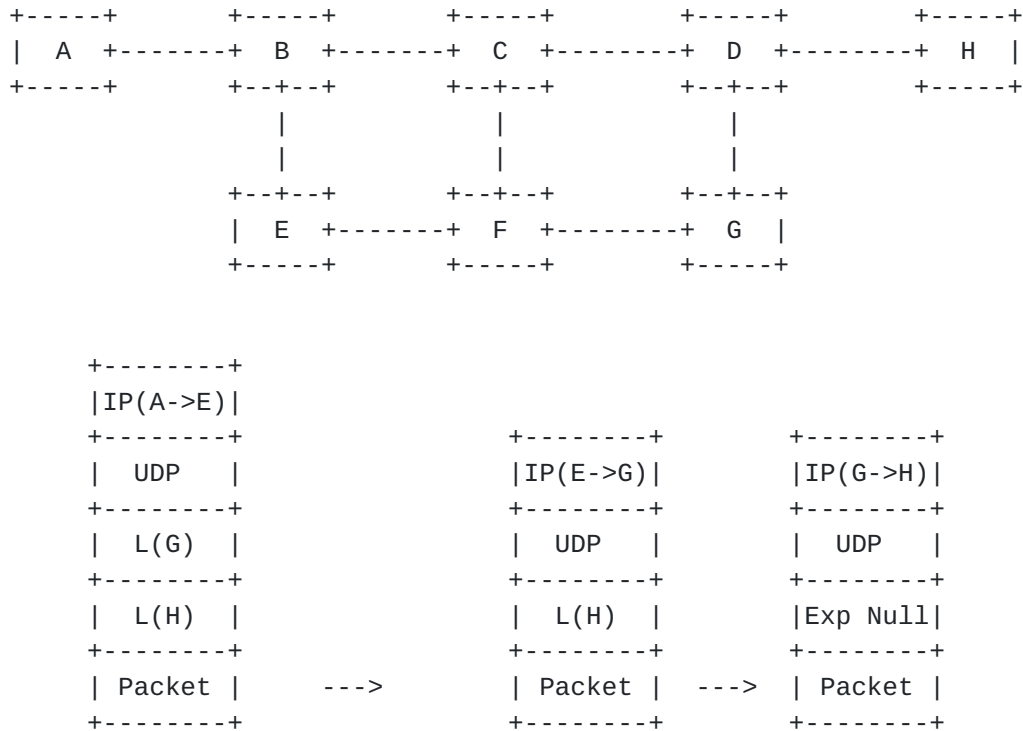 +-----+       +-----+       +-----+        +-----+        +-----+
|  A  +-------+  B  +-------+  C  +--------+  D  +--------+  H  |
+-----+       +--+--+       +--+--+        +--+--+        +-----+
                 |             |              |
                 |             |              |
              +--+--+       +--+--+        +--+--+
              |  E  +-------+  F  +--------+  G  |
              +-----+       +-----+        +-----+
     +--------+
     |IP(A->E)|
     +--------+                 +--------+        +--------+
     |  UDP   |                 |IP(E->G)|        |IP(G->H)|
     +--------+                 +--------+        +--------+
     |  L(G)  |                 |  UDP   |        |  UDP   |
     +--------+                 +--------+        +--------+
     |  L(H)  |                 |  L(H)  |        |Exp Null|
     +--------+                 +--------+        +--------+
     | Packet |     --->        | Packet |  --->  | Packet |
     +--------+                 +--------+        +--------+